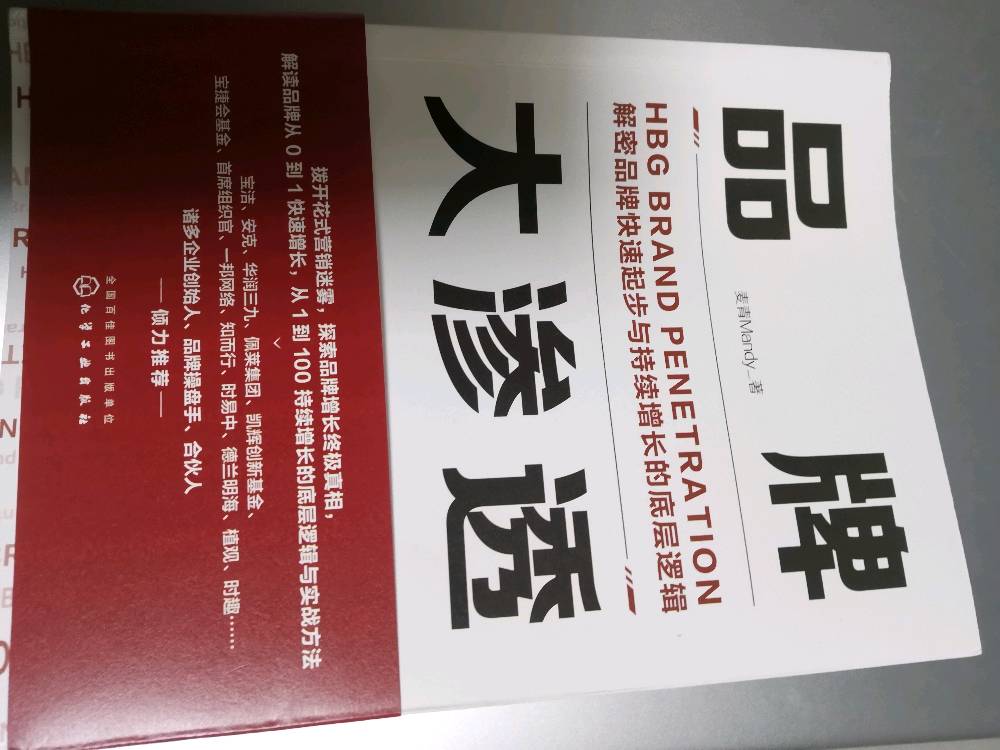 品牌
麦青Mandy_著
HBG BRAND PENETRATION
解密品牌快速起步与持续增长的底层逻辑
大渗透
拨开花式营销迷雾，探索品牌增长终极真相，
解读品牌从 0 到 1 快速增长，从 1 到 100 持续增长的底层逻辑与实战方法
宝洁、安克、华润三九、佩莱集团、凯辉创新基金、
宝捷会基金、首席组织官、一邦网络、知而行、时易中、德兰明海、植观、时趣……
诸多企业创始人、品牌操盘手、合伙人
—— 倾力推荐 ——
全国百佳图书出版单位
化学工业出版社